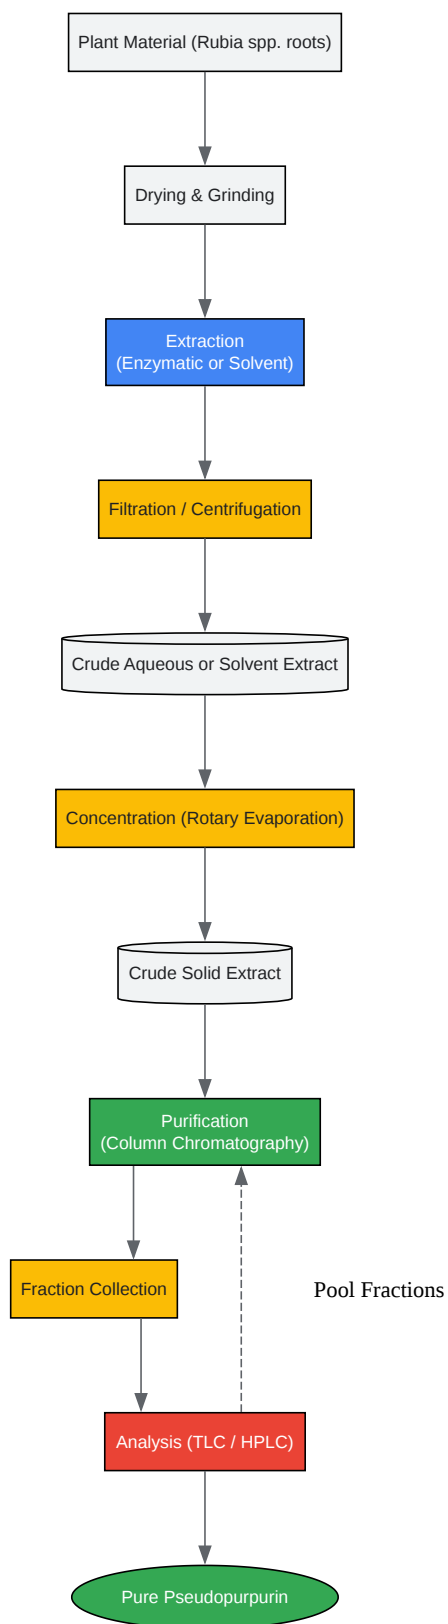 Plant Material (Rubia spp. roots)
Drying & Grinding
Extraction
(Enzymatic or Solvent)
Filtration / Centrifugation
Crude Aqueous or Solvent Extract
Concentration (Rotary Evaporation)
Crude Solid Extract
Purification
(Column Chromatography)
Fraction Collection
Pool Fractions
Analysis (TLC / HPLC)
Pure Pseudopurpurin